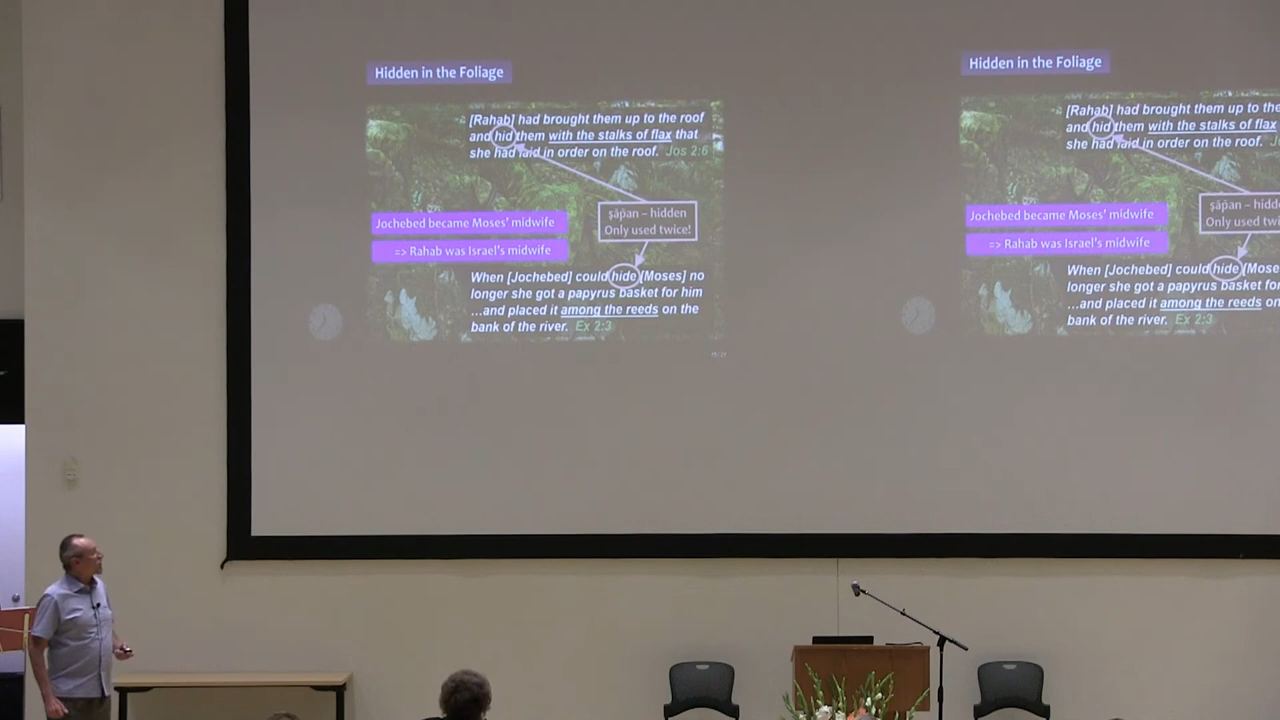 Hidden in the Foliage
[Rahab] had brought them up to the roof
and hid them with the stalks of flax that
she had laid in order on the roof. Jos 2:6
ṣāp̄an – hidden
Only used twice!
Jochebed became Moses' midwife
=> Rahab was Israel's midwife
When [Jochebed] could hide [Moses] no
longer she got a papyrus basket for him
...and placed it among the reeds on the
bank of the river. Ex 2:3
Hidden in the Foliage
[Rahab] had brought them up to the
and hid them with the stalks of flax
she had laid in order on the roof.
ṣāp̄an – hidde
Only used twi
Jochebed became Moses' midwife
=> Rahab was Israel's midwife
When [Jochebed] could hide [Moses]
longer she got a papyrus basket for
...and placed it among the reeds on
bank of the river. Ex 2:3